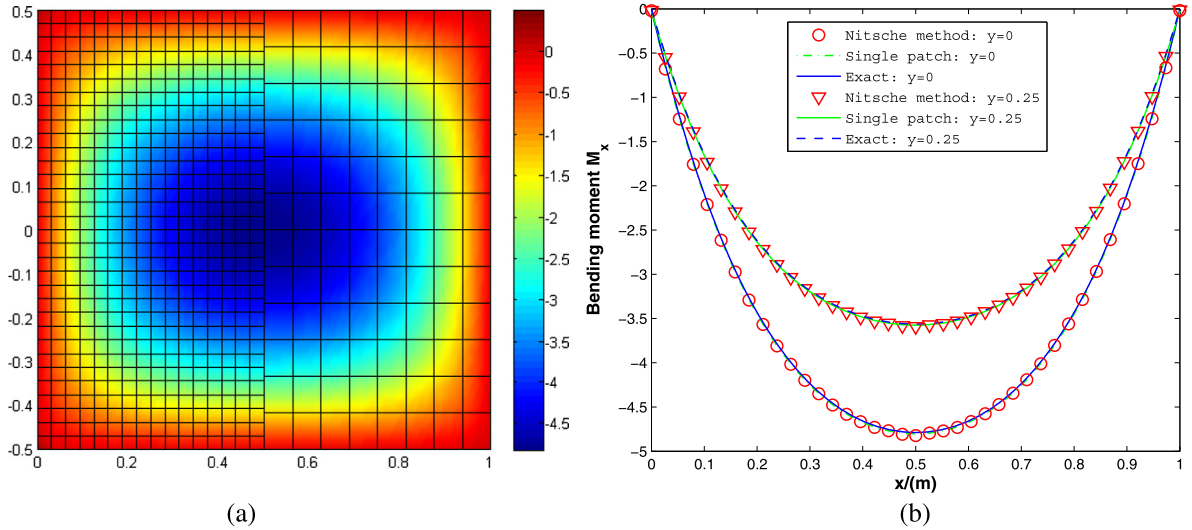 0.5
0.4
0.3
0.2
0.1
0
-0.1
-0.2
-0.3
-0.4
-0.5
0 0.2 0.4 0.6 0.8 1
0
-0.5
-1
-1.5
-2
-2.5
-3
-3.5
-4
-4.5
(a)
Bending moment Mx
0
−0.5
−1
−1.5
−2
−2.5
−3
−3.5
−4
−4.5
−5
Nitsche method: y=0
Single patch: y=0
Exact: y=0
Nitsche method: y=0.25
Single patch: y=0.25
Exact: y=0.25
0 0.1 0.2 0.3 0.4 0.5 0.6 0.7 0.8 0.9 1
x/(m)
(b)